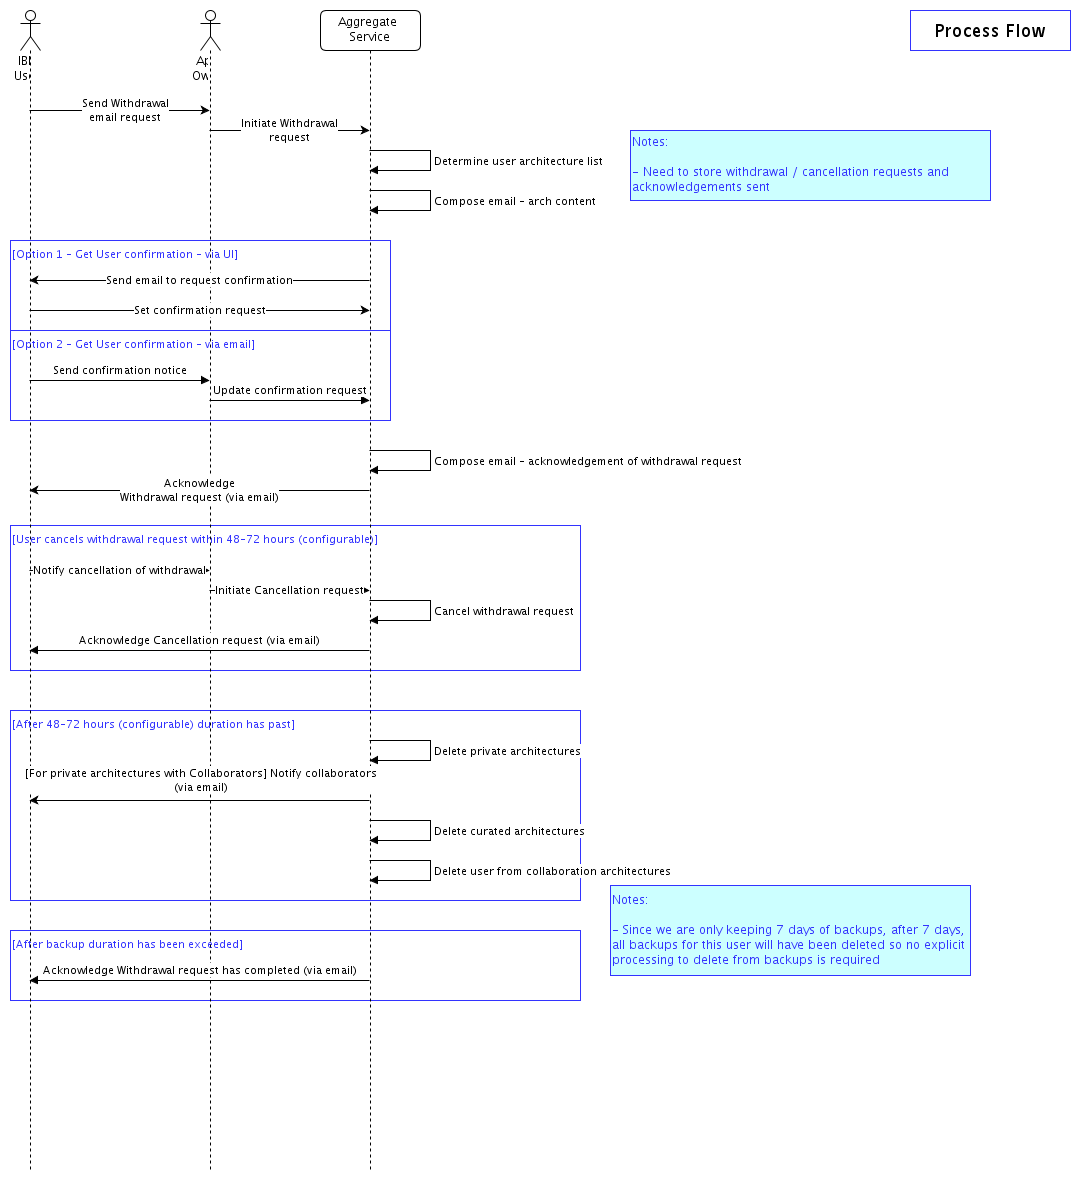 Aggregate
Service
Process Flow
Us
Send Withdrawal
email request
Initiate Withdrawal
request
Notes:
- Need to store withdrawal / cancellation requests and
acknowledgements sent
Determine user architecture list
Compose email - arch content
[Option 1 - Get User confirmation - via UI]
Send email to request confirmation
Set confirmation request
[Option 2 - Get User confirmation - via email]
Send confirmation notice
Update confirmation request
Compose email - acknowledgement of withdrawal request
Acknowledge
Withdrawal request (via email)
[User cancels withdrawal request within 48-72 hours (configurable)]
Notify cancellation of withdrawal
Initiate Cancellation request
Cancel withdrawal request
Acknowledge Cancellation request (via email)
[After 48-72 hours (configurable) duration has past]
Delete private architectures
[For private architectures with Collaborators] Notify collaborators
(via email)
Delete curated architectures
Delete user from collaboration architectures
Notes:
- Since we are only keeping 7 days of backups, after 7 days,
all backups for this user will have been deleted so no explicit
processing to delete from backups is required
[After backup duration has been exceeded]
Acknowledge Withdrawal request has completed (via email)